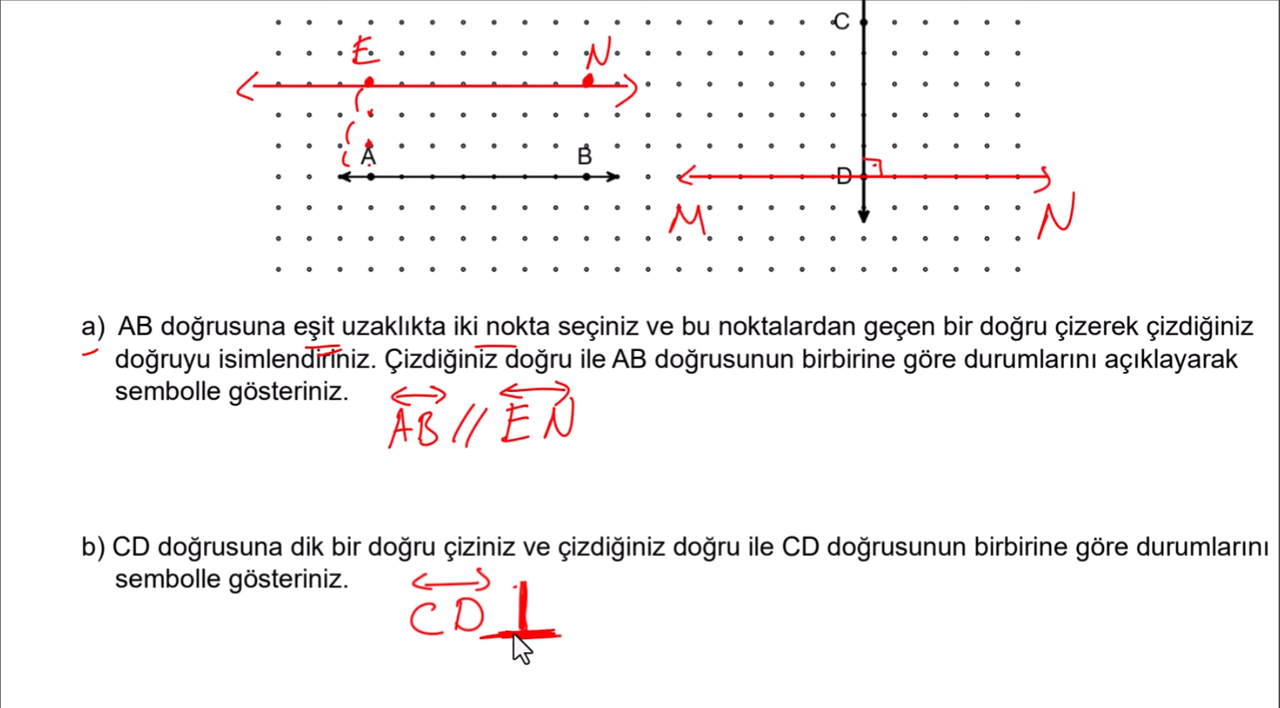 C
E N
A B
D
M N
a) AB doğrusuna eşit uzaklıkta iki nokta seçiniz ve bu noktalardan geçen bir doğru çizerek çizdiğiniz
doğruyu isimlendiriniz. Çizdiğiniz doğru ile AB doğrusunun birbirine göre durumlarını açıklayarak
sembolle gösteriniz.
AB // EN
b) CD doğrusuna dik bir doğru çiziniz ve çizdiğiniz doğru ile CD doğrusunun birbirine göre durumlarını
sembolle gösteriniz.
CD ⊥